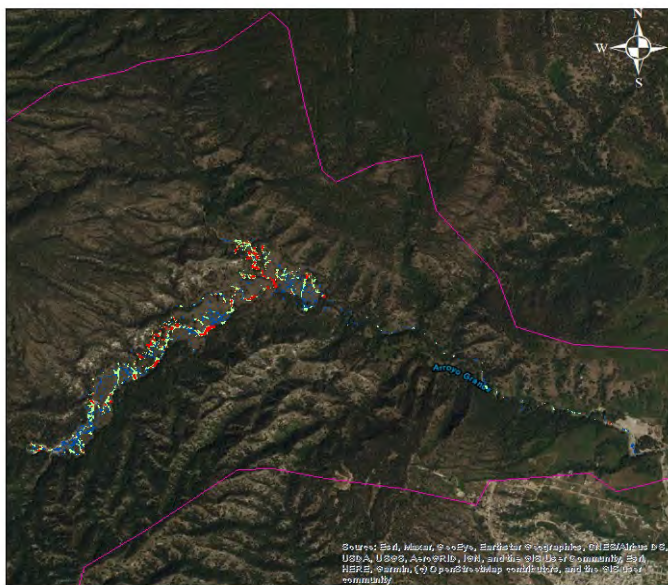 N
W
E
S
Arroyo Grande
Source: Esri, Maxar, GeoEye, Earthstar Geographics, CNES/Airbus DS,
USDA, USGS, AeroGRID, IGN, and the GIS User Community, Esri,
HERE, Garmin, (c) OpenStreetMap contributors, and the GIS user
community